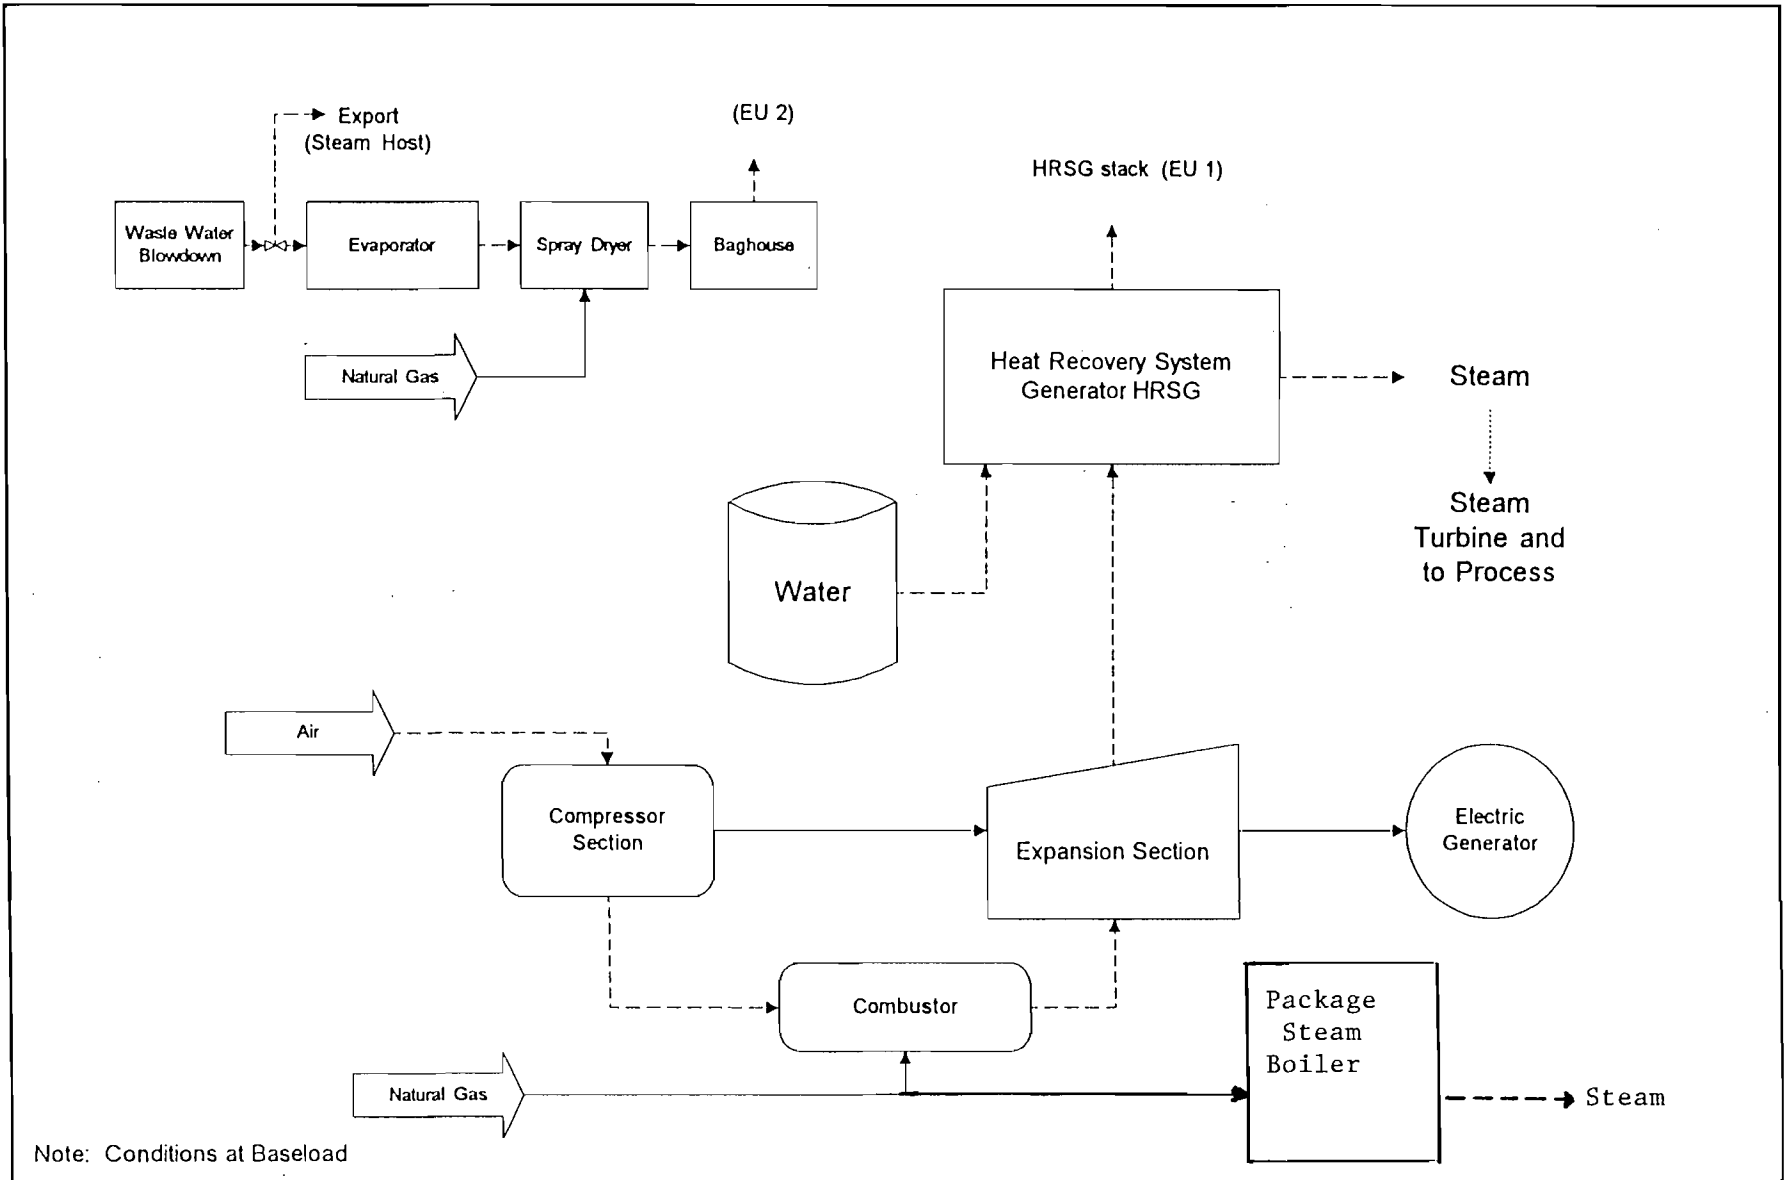 Export
(Steam Host)
(EU 2)
HRSG stack (EU 1)
Waste Water
Blowdown
Evaporator
Spray Dryer
Baghouse
Natural Gas
Heat Recovery System
Generator HRSG
Steam
Steam
Turbine and
to Process
Water
Air
Compressor
Section
Expansion Section
Electric
Generator
Combustor
Package
Steam
Boiler
Natural Gas
Steam
Note: Conditions at Baseload